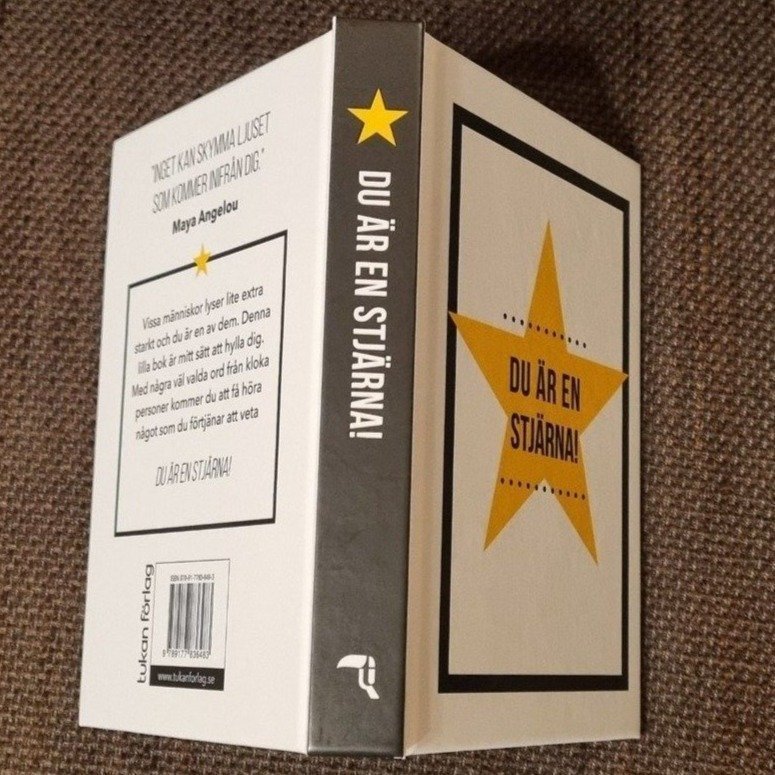 "INGET KAN SKYMMA LJUSET
SOM KOMMER INIFRÅN DIG."
Maya Angelou
Vissa människor lyser lite extra
starkt och du är en av dem. Denna
lilla bok är mitt sätt att hylla dig.
Med några väl valda ord från kloka
personer kommer du att få höra
något som du förtjänar att veta
DU ÄR EN STJÄRNA!
tukan förlag
www.tukanforlag.se
DU ÄR EN STJÄRNA!
DU ÄR EN
STJÄRNA!